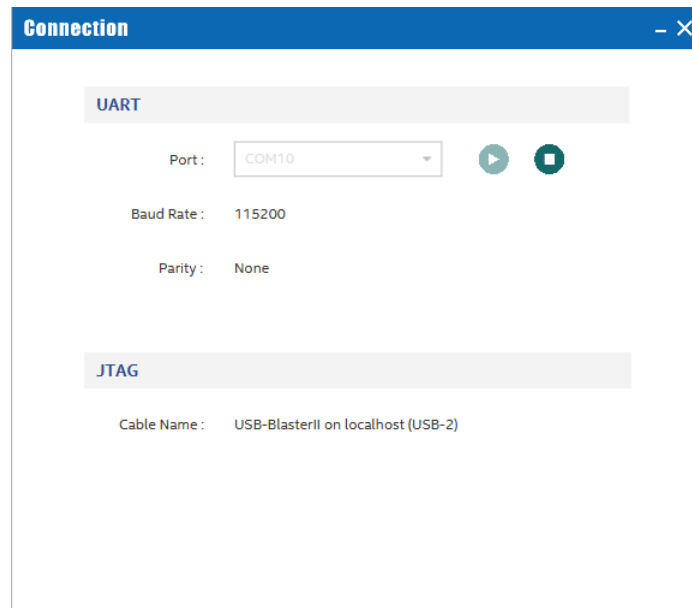 Connection
UART
Port :
COM10
Baud Rate :
115200
Parity :
None
JTAG
Cable Name :
USB-BlasterII on localhost (USB-2)